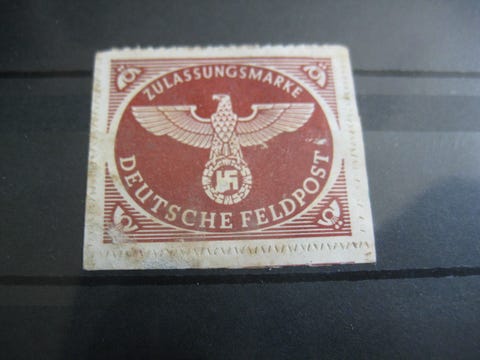 ZULASSUNGSMARKE
DEUTSCHE FELDPOST